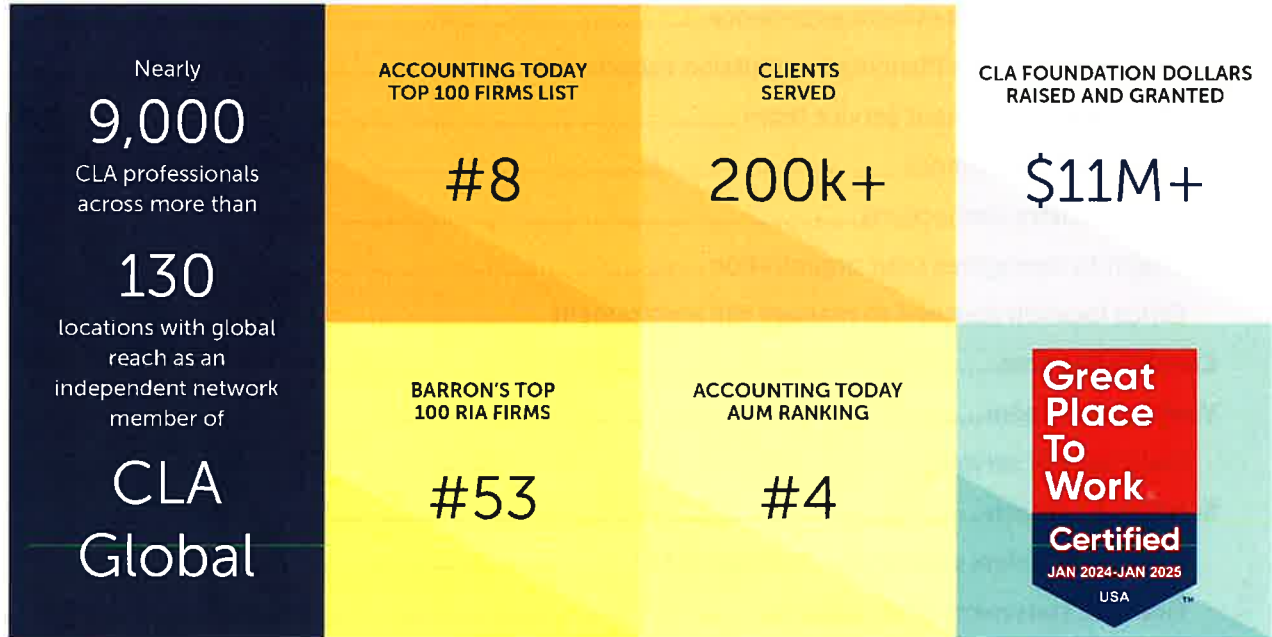 Nearly
9,000
CLA professionals
across more than
130
locations with global
reach as an
independent network
member of
CLA
Global
ACCOUNTING TODAY
TOP 100 FIRMS LIST
#8
CLIENTS
SERVED
200k+
CLA FOUNDATION DOLLARS
RAISED AND GRANTED
$11M+
BARRON'S TOP
100 RIA FIRMS
#53
ACCOUNTING TODAY
AUM RANKING
#4
Great
Place
To
Work
Certified
JAN 2024-JAN 2025
USA
™